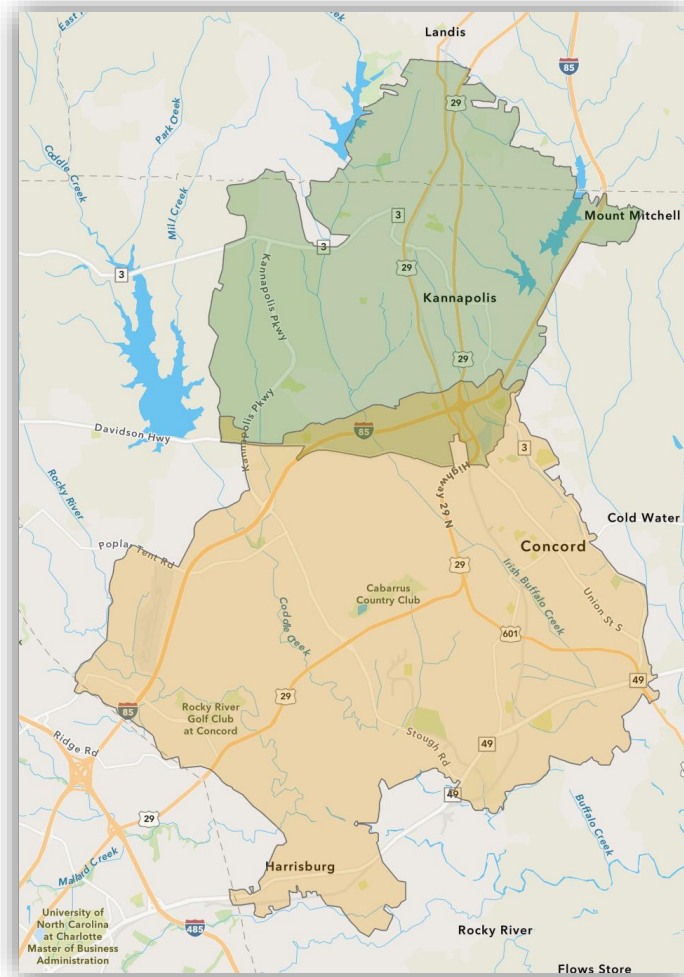 Landis
85
29
Park Creek
Coddle Creek
Mill Creek
Mount Mitchell
3
3
3
29
Kannapolis
Kannapolis Pkwy
29
Kannapolis Pkwy
Davidson Hwy
85
3
Highway 29 N
Rocky River
Cold Water
Concord
Poplar Tent Rd
29
Irish Buffalo Creek
Cabarrus
Country Club
Union St S
Coddle Creek
601
49
29
Rocky River
Golf Club
at Concord
85
Stough Rd
49
Ridge Rd
49
29
Buffalo Creek
Mallard Creek
Harrisburg
University of
North Carolina
at Charlotte
Master of Business
Administration
485
Rocky River
Flows Store